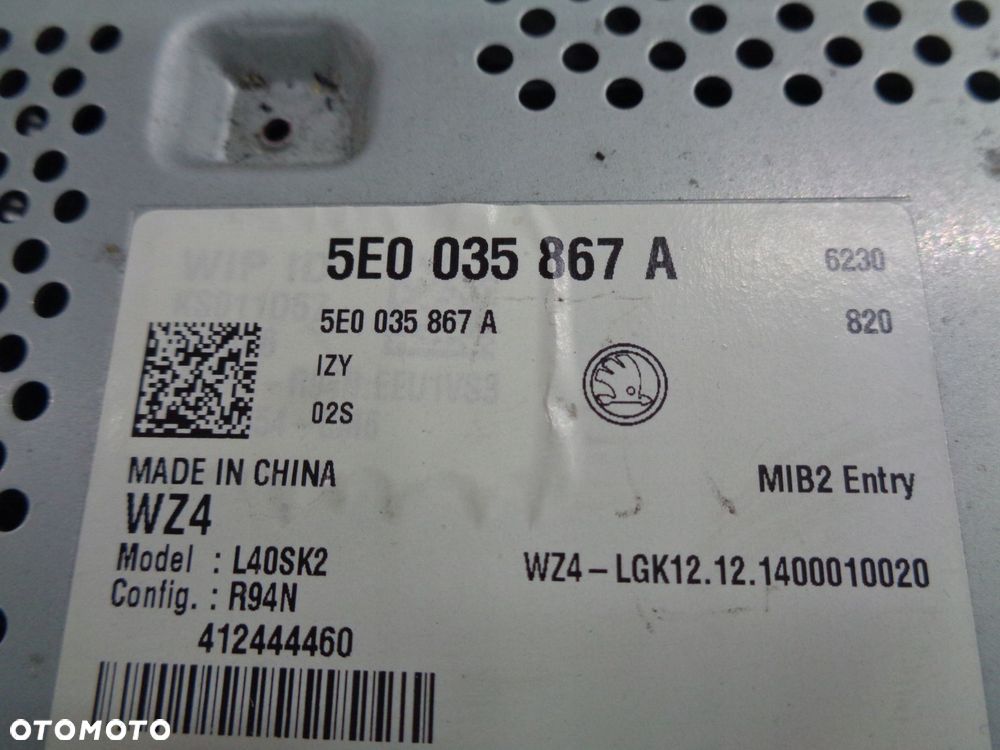 5E0 035 867 A 6230
5E0 035 867 A 820
IZY
02S
MADE IN CHINA
MIB2 Entry
WZ4
Model : L40SK2
WZ4-LGK12.12.1400010020
Config. : R94N
412444460
OTOMOTO